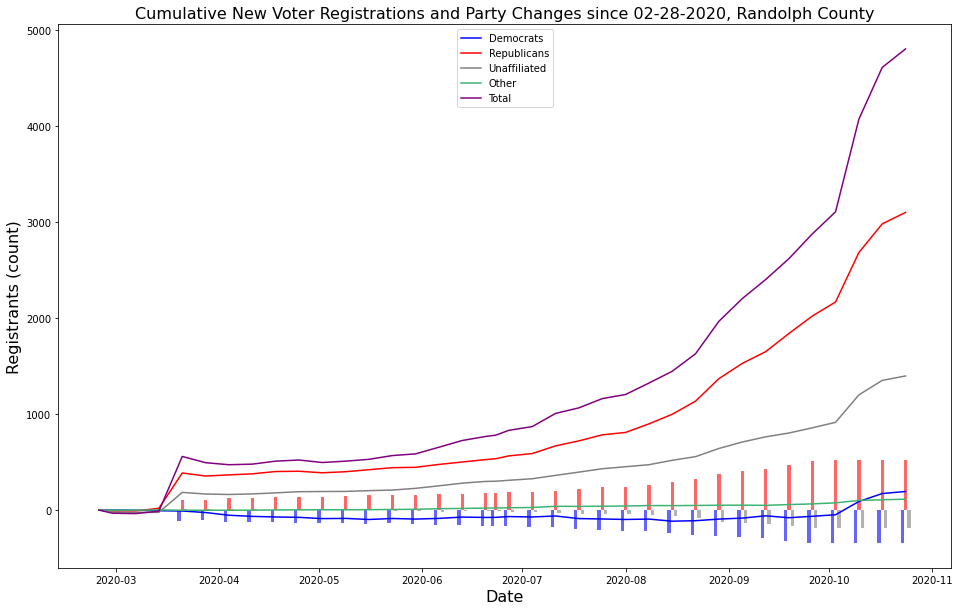 Cumulative New Voter Registrations and Party Changes since 02-28-2020, Randolph County
Democrats
Republicans
Unaffiliated
Other
Total
Registrants (count)
5000
4000
3000
2000
1000
0
2020-03 2020-04 2020-05 2020-06 2020-07 2020-08 2020-09 2020-10 2020-11
Date